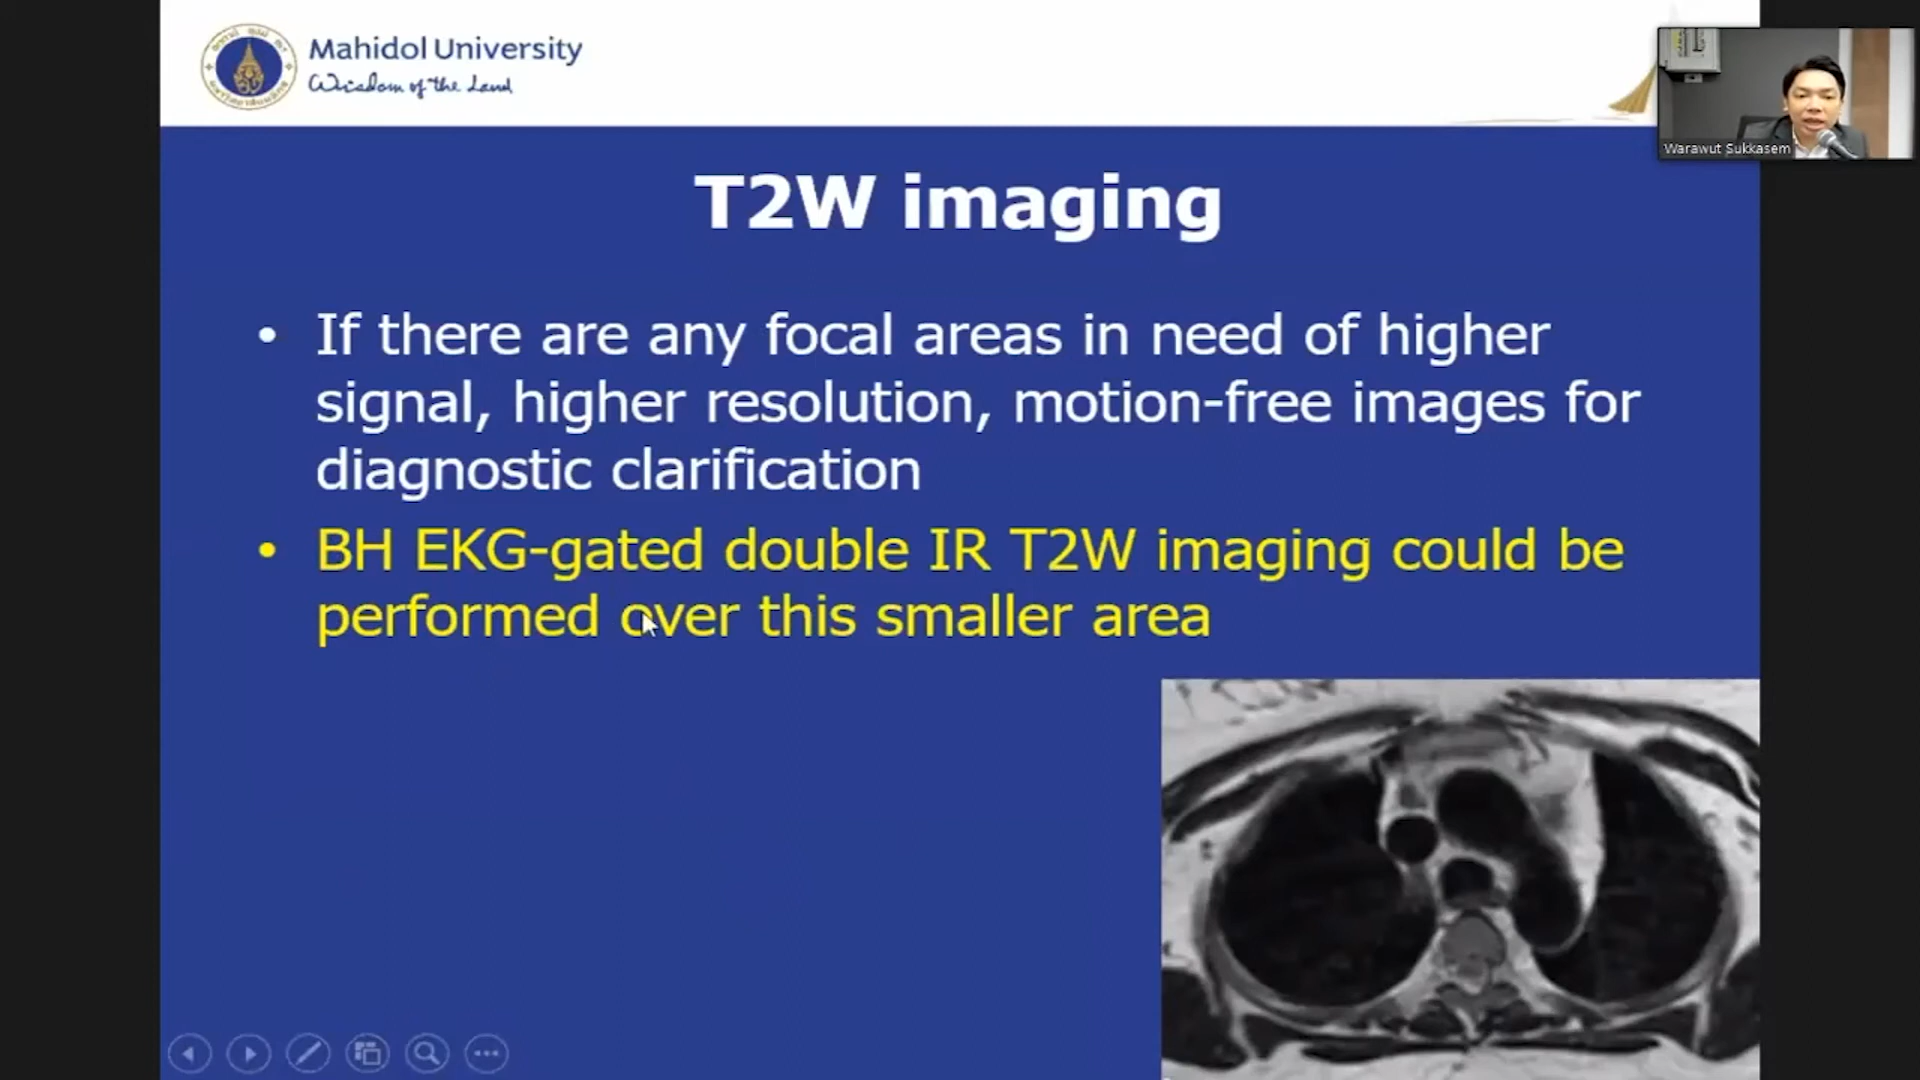 Mahidol University
Wisdom of the Land
Warawut Sukkasem
T2W imaging
• If there are any focal areas in need of higher
signal, higher resolution, motion-free images for
diagnostic clarification
• BH EKG-gated double IR T2W imaging could be
performed over this smaller area